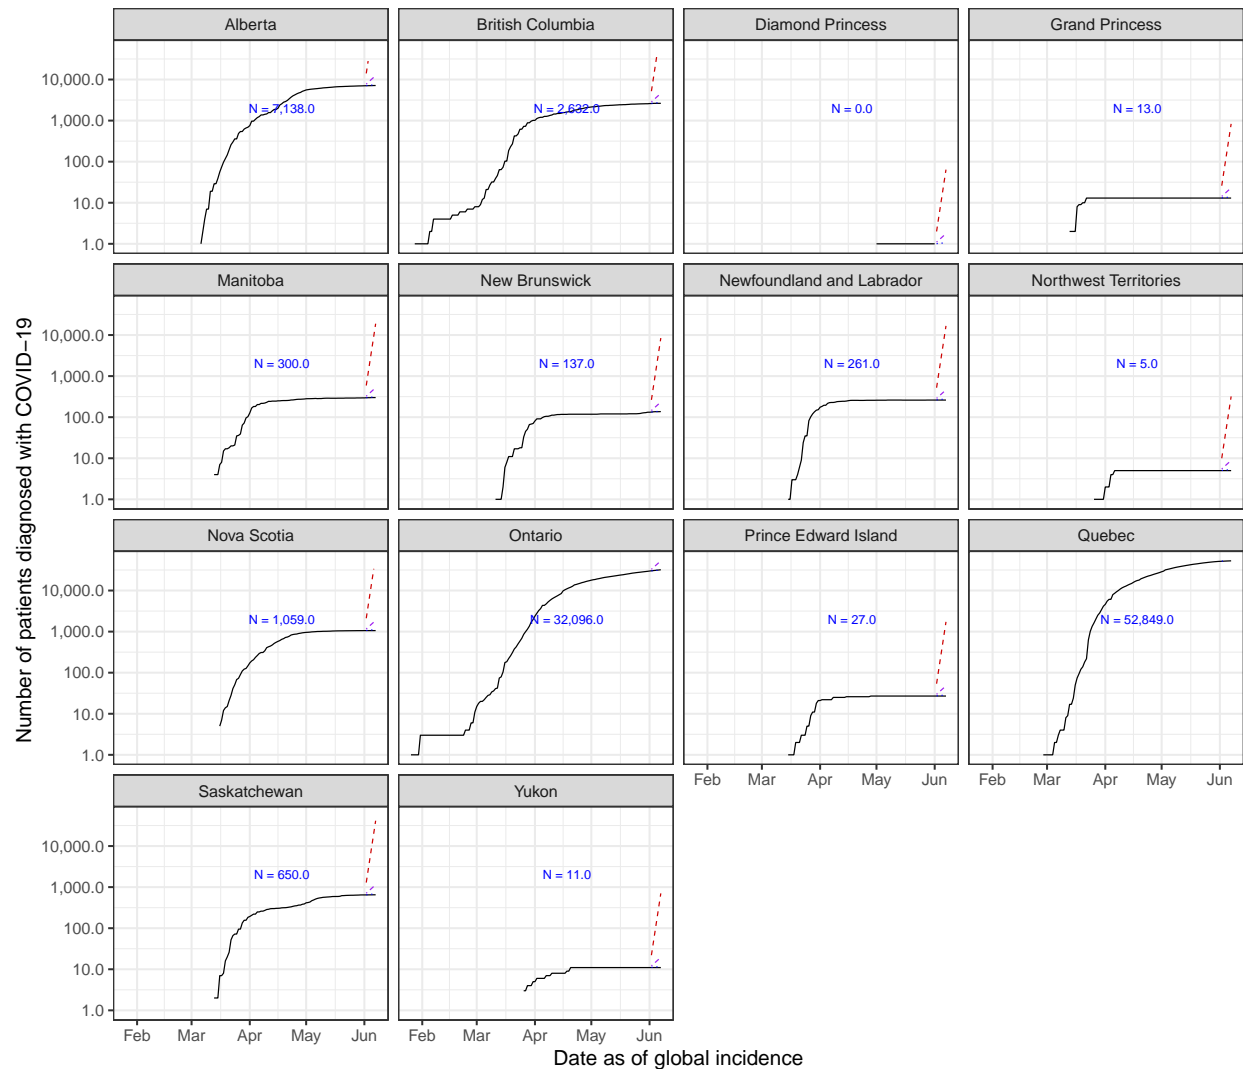 Alberta
British Columbia
Diamond Princess
Grand Princess
10,000.0
1,000.0
100.0
10.0
1.0
N = 7,138.0
N = 2,632.0
N = 0.0
N = 13.0
Manitoba
New Brunswick
Newfoundland and Labrador
Northwest Territories
10,000.0
1,000.0
100.0
10.0
1.0
N = 300.0
N = 137.0
N = 261.0
N = 5.0
Nova Scotia
Ontario
Prince Edward Island
Quebec
10,000.0
1,000.0
100.0
10.0
1.0
N = 1,059.0
N = 32,096.0
N = 27.0
N = 52,849.0
Feb Mar Apr May Jun
Feb Mar Apr May Jun
Saskatchewan
Yukon
10,000.0
1,000.0
100.0
10.0
1.0
N = 650.0
N = 11.0
Feb Mar Apr May Jun
Feb Mar Apr May Jun
Date as of global incidence
Number of patients diagnosed with COVID−19